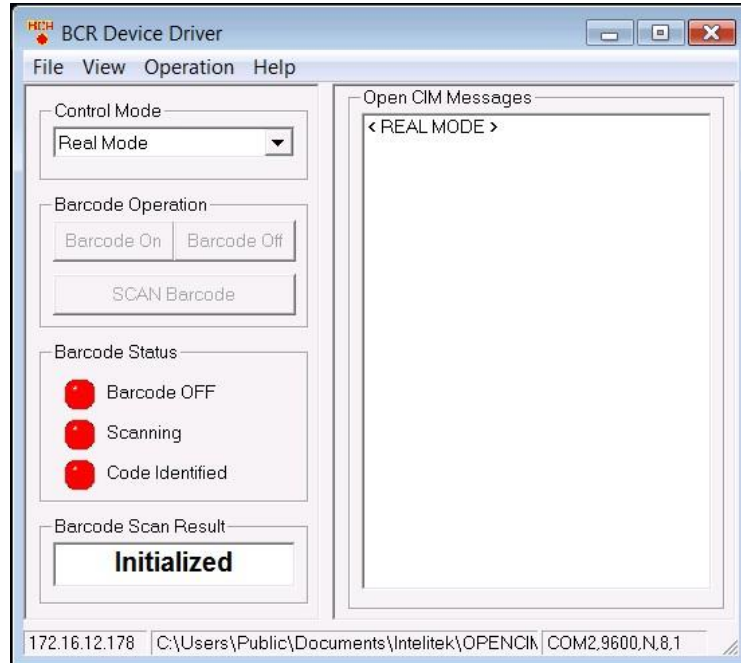 BCR Device Driver
File View Operation Help
Control Mode
Real Mode
Barcode Operation
Barcode On Barcode Off
SCAN Barcode
Barcode Status
Barcode OFF
Scanning
Code Identified
Barcode Scan Result
Initialized
Open CIM Messages
< REAL MODE >
172.16.12.178 C:\Users\Public\Documents\Intelitek\OPENCIM COM2,9600,N,8,1